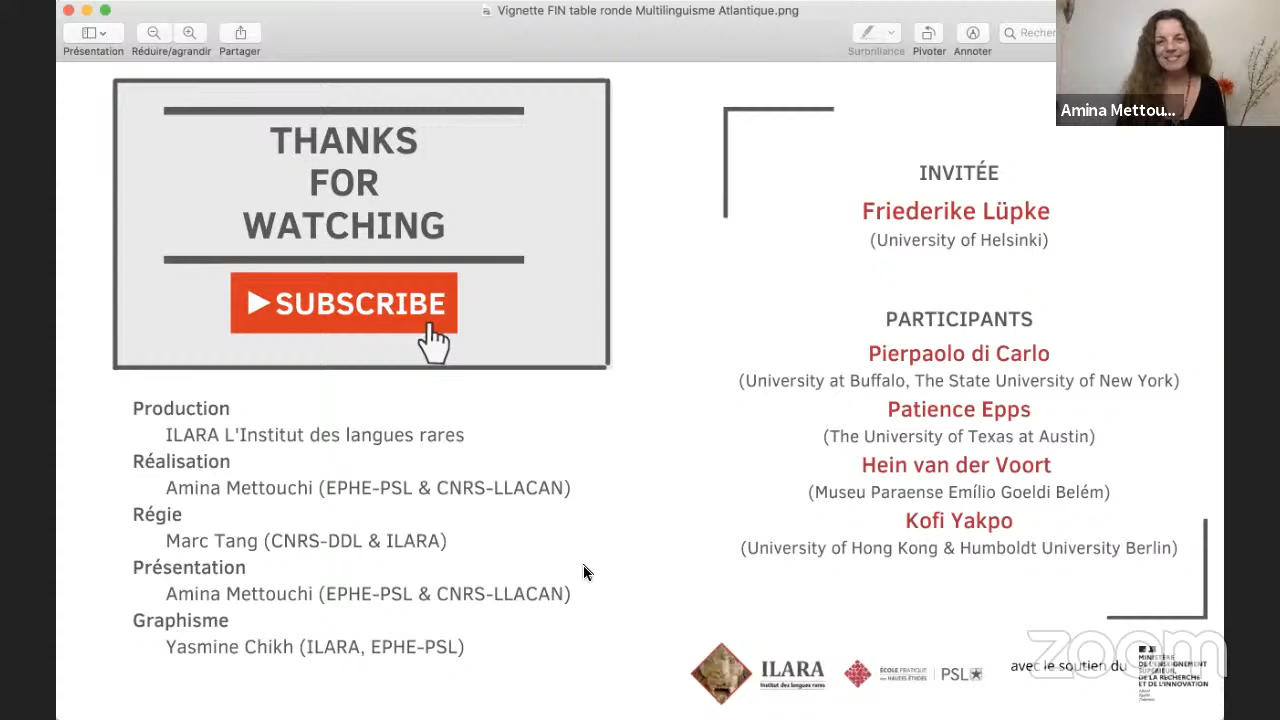 Vignette FIN table ronde Multilinguisme Atlantique.png
Présentation
Réduire/agrandir
Partager
Surbrillance
Pivoter
Annoter
Recher
Amina Mettou...
THANKS
FOR
WATCHING
SUBSCRIBE
Production
ILARA L'Institut des langues rares
Réalisation
Amina Mettouchi (EPHE-PSL & CNRS-LLACAN)
Régie
Marc Tang (CNRS-DDL & ILARA)
Présentation
Amina Mettouchi (EPHE-PSL & CNRS-LLACAN)
Graphisme
Yasmine Chikh (ILARA, EPHE-PSL)
INVITÉE
Friederike Lüpke
(University of Helsinki)
PARTICIPANTS
Pierpaolo di Carlo
(University at Buffalo, The State University of New York)
Patience Epps
(The University of Texas at Austin)
Hein van der Voort
(Museu Paraense Emílio Goeldi Belém)
Kofi Yakpo
(University of Hong Kong & Humboldt University Berlin)
ILARA
Institut des langues rares
ÉCOLE PRATIQUE
DES HAUTES ÉTUDES
PSL
avec le soutien du
MINISTÈRE
DE L'ENSEIGNEMENT
SUPÉRIEUR,
DE LA RECHERCHE
ET DE L'INNOVATION
zoom